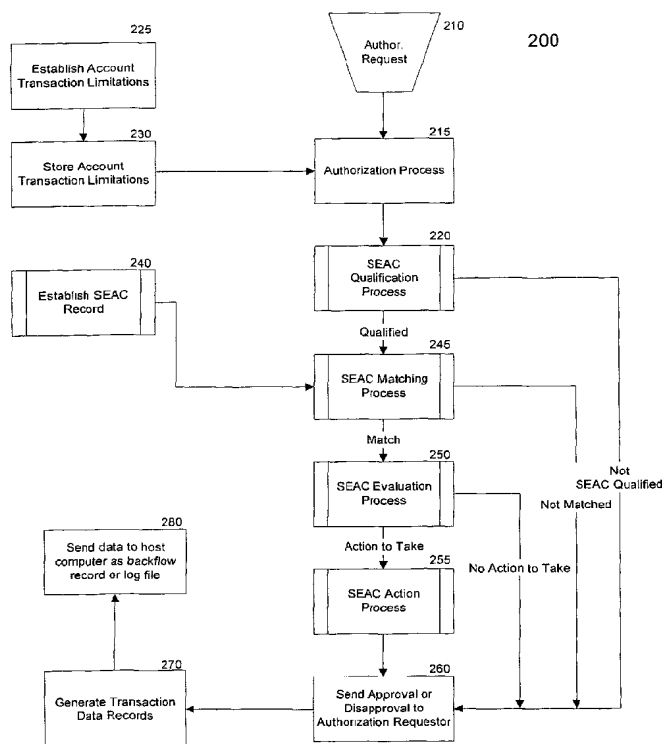 225
210
200
Establish Account
Transaction Limitations
Author.
Request
230
215
Store Account
Transaction Limitations
Authorization Process
220
240
SEAC
Qualification
Process
Establish SEAC
Record
Qualified
245
SEAC Matching
Process
Match
250
Not
SEAC Qualified
SEAC Evaluation
Process
Not Matched
280
Send data to host
computer as backflow
record or log file
Action to Take
No Action to Take
255
SEAC Action
Process
270
260
Generate Transaction
Data Records
Send Approval or
Disapproval to
Authorization Requestor